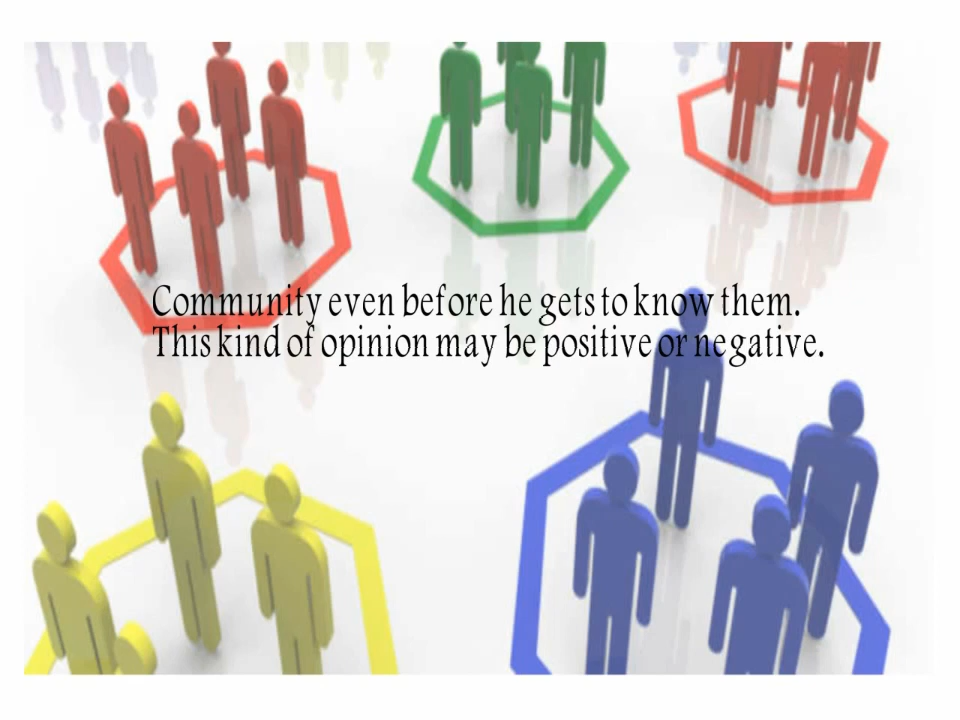 Community even before he gets to know them.
This kind of opinion may be positive or negative.